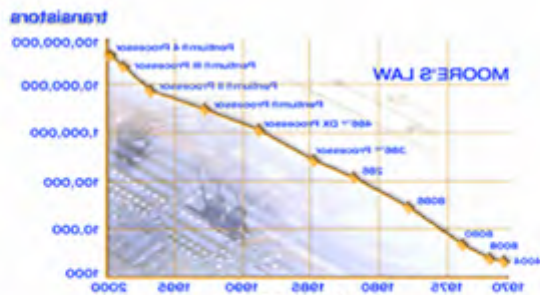 transistors
100,000,000
Pentium® 4 Processor
Pentium® III Processor
MOORE'S LAW
10,000,000
Pentium® II Processor
Pentium® Processor
486™ DX Processor
1,000,000
386™ Processor
286
100,000
8086
10,000
8080
8008
4004
1000
1970 1975 1980 1985 1990 1995 2000